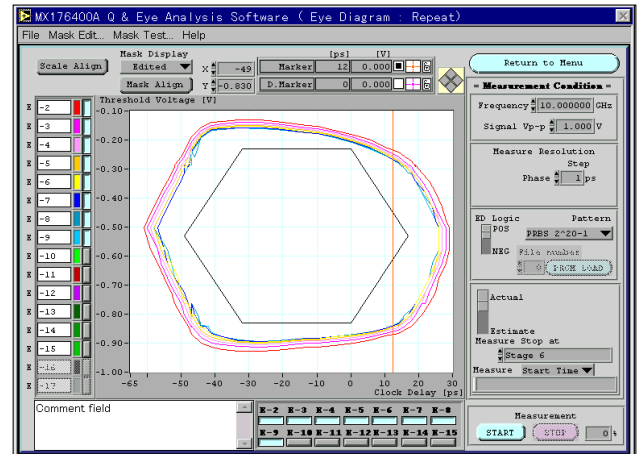 MX176400A Q & Eye Analysis Software ( Eye Diagram : Repeat)
File Mask Edit... Mask Test... Help
Scale Align
Mask Display
Edited
Mask Align
X -49
Y -0.830
[ps] [V]
Marker 12 0.000
D.Marker 0 0.000
Return to Menu
Threshold Voltage [V]
E -2
E -3
E -4
E -5
E -6
E -7
E -8
E -9
E -10
E -11
E -12
E -13
E -14
E -15
E -16
E -17
-0.10
-0.20
-0.30
-0.40
-0.50
-0.60
-0.70
-0.80
-0.90
-1.00
-65 -50 -40 -30 -20 -10 0 10 20 30
Clock Delay [ps]
- Measurement Condition -
Frequency 10.000000 GHz
Signal Vp-p 1.000 V
Measure Resolution
Step
Phase 1 ps
ED Logic Pattern
POS PRBS 2^20-1
NEG File number
0 FROM LOAD
Actual
Estimate
Measure Stop at
Stage 6
Measure Start Time
Comment field
E-2 E-3 E-4 E-5 E-6 E-7 E-8
E-9 E-10 E-11 E-12 E-13 E-14 E-15
Measurement
START STOP 0 %